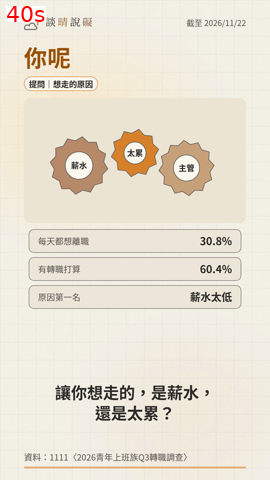 40s
談晴說礙
截至 2026/11/22
你呢
提問｜想走的原因
薪水
太累
主管
每天都想離職 30.8%
有轉職打算 60.4%
原因第一名 薪水太低
讓你想走的，是薪水，
還是太累？
資料：1111〈2026青年上班族Q3轉職調查〉